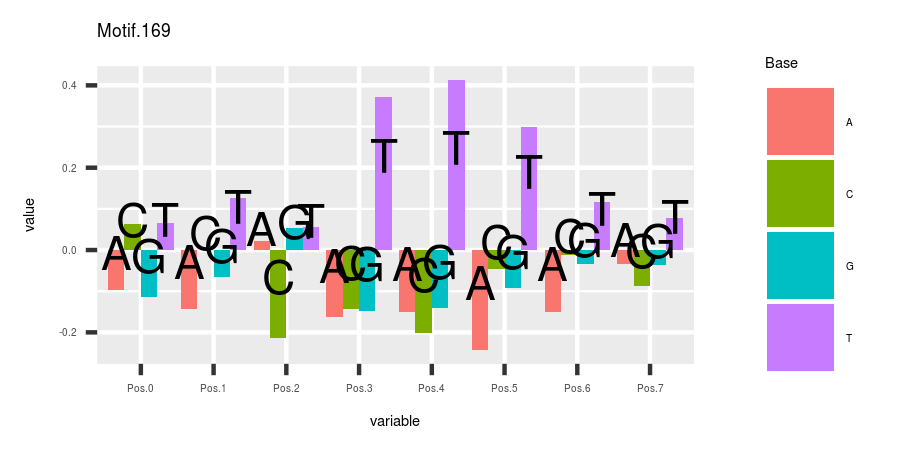 Motif.169
Base
A
C
G
T
value
0.4
0.2
0.0
-0.2
A C G T A C G T A C G T A C G T A C G T A C G T A C G T A C G T
Pos.0 Pos.1 Pos.2 Pos.3 Pos.4 Pos.5 Pos.6 Pos.7
variable